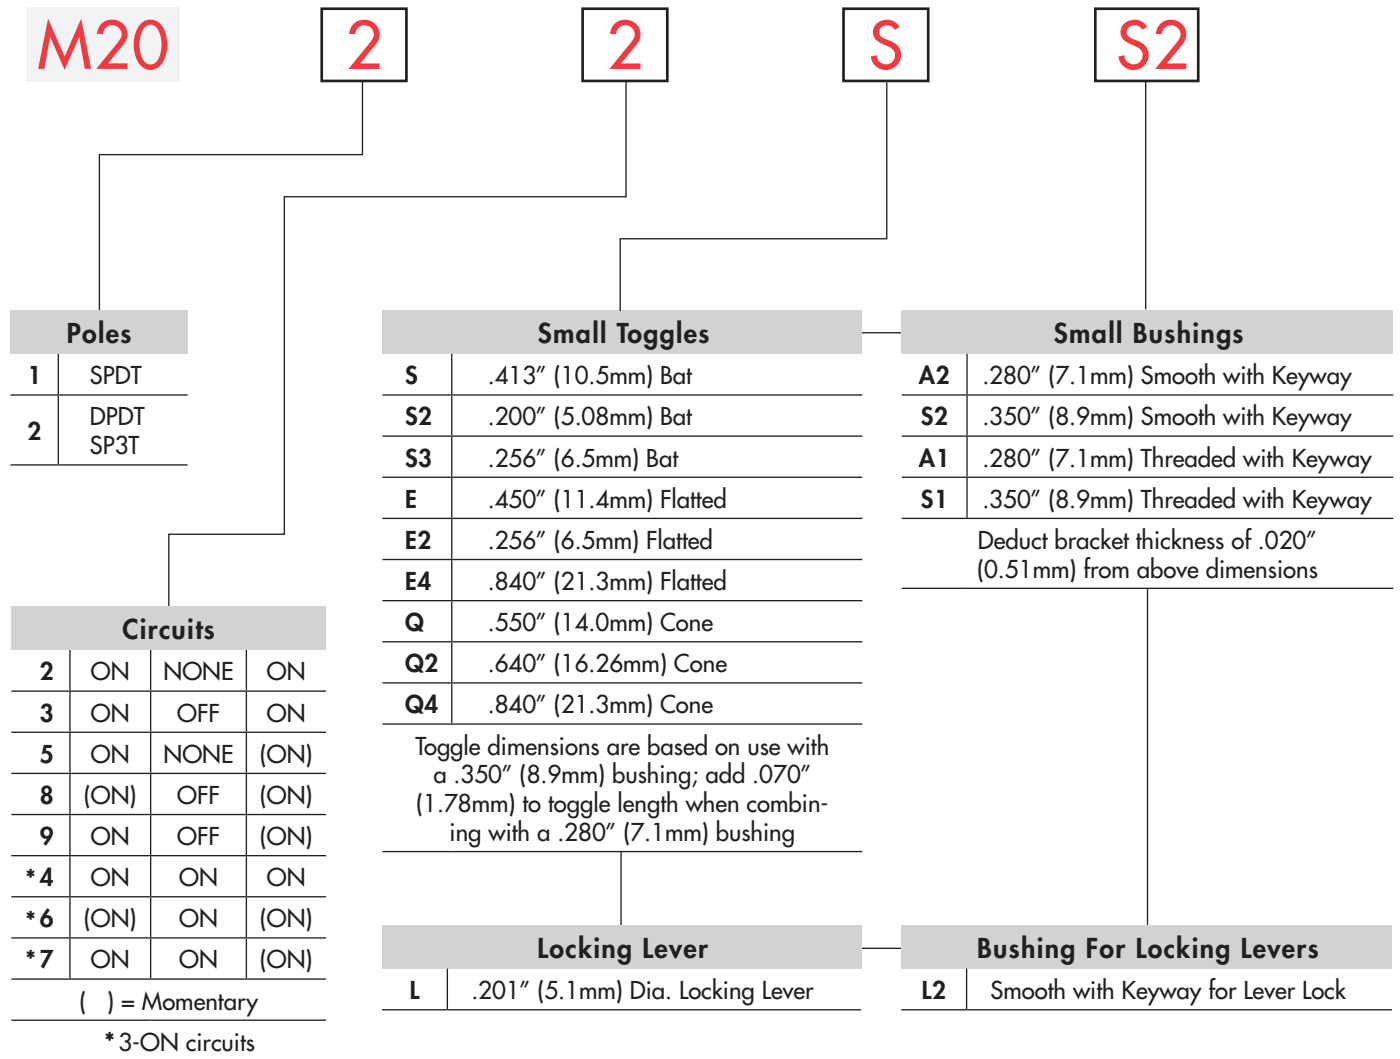 M20 2 2 S S2
Poles
1 SPDT
2 DPDT
SP3T
Circuits
2 ON NONE ON
3 ON OFF ON
5 ON NONE (ON)
8 (ON) OFF (ON)
9 ON OFF (ON)
*4 ON ON ON
*6 (ON) ON (ON)
*7 ON ON (ON)
( ) = Momentary
*3-ON circuits
Small Toggles
S .413″ (10.5mm) Bat
S2 .200″ (5.08mm) Bat
S3 .256″ (6.5mm) Bat
E .450″ (11.4mm) Flatted
E2 .256″ (6.5mm) Flatted
E4 .840″ (21.3mm) Flatted
Q .550″ (14.0mm) Cone
Q2 .640″ (16.26mm) Cone
Q4 .840″ (21.3mm) Cone
Toggle dimensions are based on use with
a .350″ (8.9mm) bushing; add .070″
(1.78mm) to toggle length when combin-
ing with a .280″ (7.1mm) bushing
Locking Lever
L .201″ (5.1mm) Dia. Locking Lever
Small Bushings
A2 .280″ (7.1mm) Smooth with Keyway
S2 .350″ (8.9mm) Smooth with Keyway
A1 .280″ (7.1mm) Threaded with Keyway
S1 .350″ (8.9mm) Threaded with Keyway
Deduct bracket thickness of .020″
(0.51mm) from above dimensions
Bushing For Locking Levers
L2 Smooth with Keyway for Lever Lock